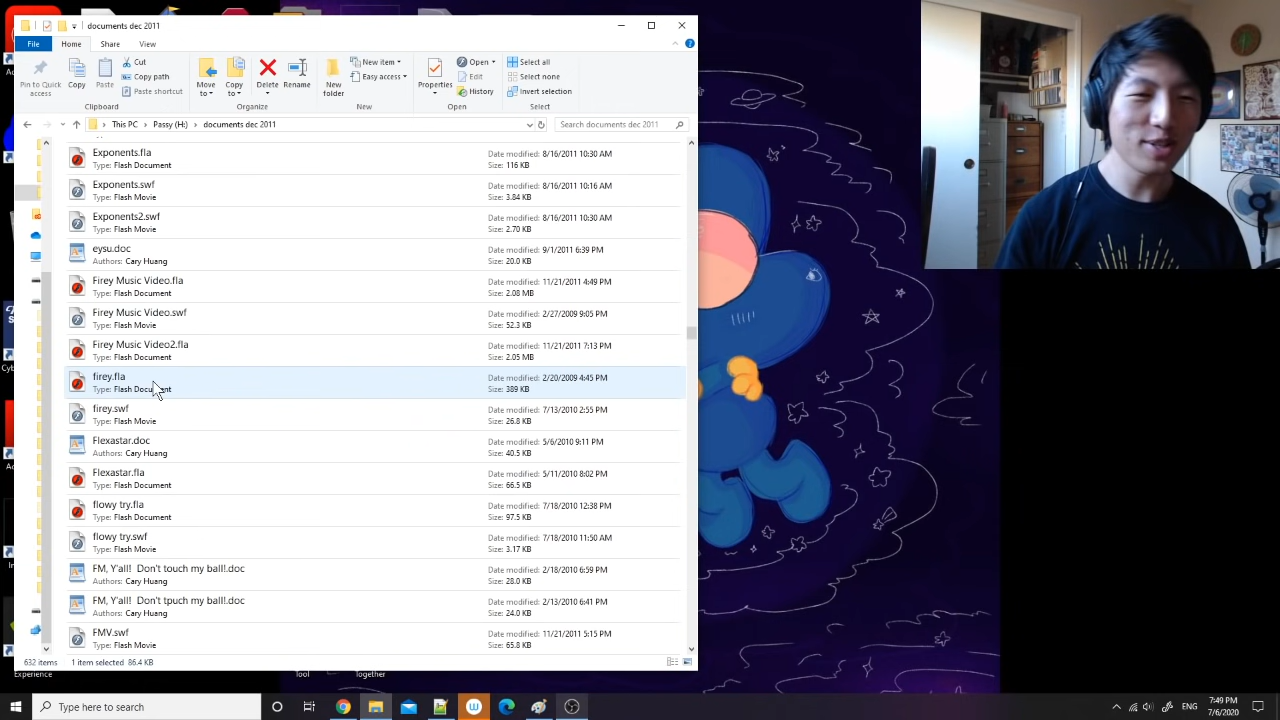 documents dec 2011
File Home Share View
Pin to Quick access
Copy
Paste
Cut
Copy path
Paste shortcut
Clipboard
Move to
Copy to
Delete
Rename
Organize
New folder
New item
Easy access
New
Properties
Open
Edit
History
Open
Select all
Select none
Invert selection
Select
This PC > Passy (H:) > documents dec 2011
Search documents dec 2011
Exponents.fla Date modified: 8/16/2011 10:30 AM
Type: Flash Document Size: 116 KB
Exponents.swf Date modified: 8/16/2011 10:16 AM
Type: Flash Movie Size: 3.84 KB
Exponents2.swf Date modified: 8/16/2011 10:30 AM
Type: Flash Movie Size: 2.70 KB
eysu.doc Date modified: 9/1/2011 6:39 PM
Authors: Cary Huang Size: 20.0 KB
Firey Music Video.fla Date modified: 11/21/2011 4:49 PM
Type: Flash Document Size: 2.08 MB
Firey Music Video.swf Date modified: 2/27/2009 9:05 PM
Type: Flash Movie Size: 52.3 KB
Firey Music Video2.fla Date modified: 11/21/2011 7:13 PM
Type: Flash Document Size: 2.05 MB
firey.fla Date modified: 2/20/2009 4:45 PM
Type: Flash Document Size: 389 KB
firey.swf Date modified: 7/13/2010 2:55 PM
Type: Flash Movie Size: 26.8 KB
Flexastar.doc Date modified: 5/6/2010 9:11 PM
Authors: Cary Huang Size: 40.5 KB
Flexastar.fla Date modified: 5/11/2010 8:02 PM
Type: Flash Document Size: 66.5 KB
flowy try.fla Date modified: 7/18/2010 12:38 PM
Type: Flash Document Size: 97.5 KB
flowy try.swf Date modified: 7/18/2010 11:50 AM
Type: Flash Movie Size: 3.17 KB
FM, Y'all! Don't touch my ball!.doc Date modified: 2/18/2010 6:59 PM
Authors: Cary Huang Size: 28.0 KB
FM, Y'all! Don't tpuch my ball!.doc Date modified: 2/13/2010 6:41 PM
Authors: Cary Huang Size: 24.0 KB
FMV.swf Date modified: 11/21/2011 5:15 PM
Type: Flash Movie Size: 65.8 KB
632 items 1 item selected 86.4 KB
Experience Tool Together
Type here to search
ENG
7:49 PM
7/6/2020